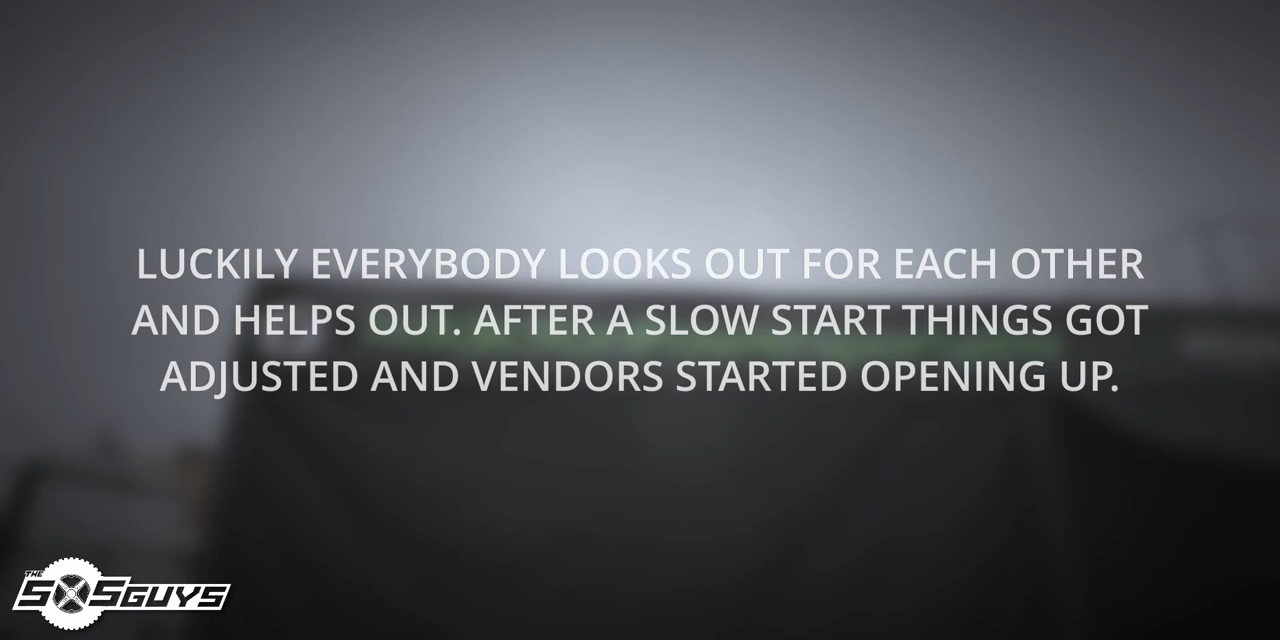 LUCKILY EVERYBODY LOOKS OUT FOR EACH OTHER
AND HELPS OUT. AFTER A SLOW START THINGS GOT
ADJUSTED AND VENDORS STARTED OPENING UP.
THE
SXSGUYS